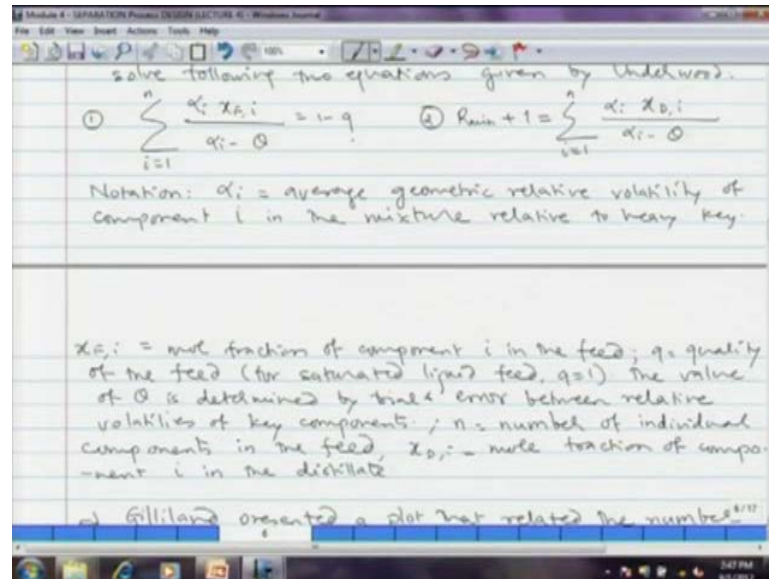 Module 4 - SEPARATION Process DESIGN (LECTURE 4) - Windows Journal
File Edit View Insert Actions Tools Help
100%
solve following two equations given by Underwood.
① n ∑ i=1 αi xF,i / αi - θ = 1 - q ② Rmin + 1 = n ∑ i=1 αi xD,i / αi - θ
Notation: αi = average geometric relative volatility of
component i in the mixture relative to heavy key.
xF,i = mol fraction of component i in the feed; q = quality
of the feed (for saturated liquid feed, q=1) The value
of θ is determined by trial & error between relative
volatilies of key components; n = number of individual
components in the feed, xD,i = mole fraction of compo-
-nent i in the distillate
Gilliland presented a plot that related the number
2:47 PM